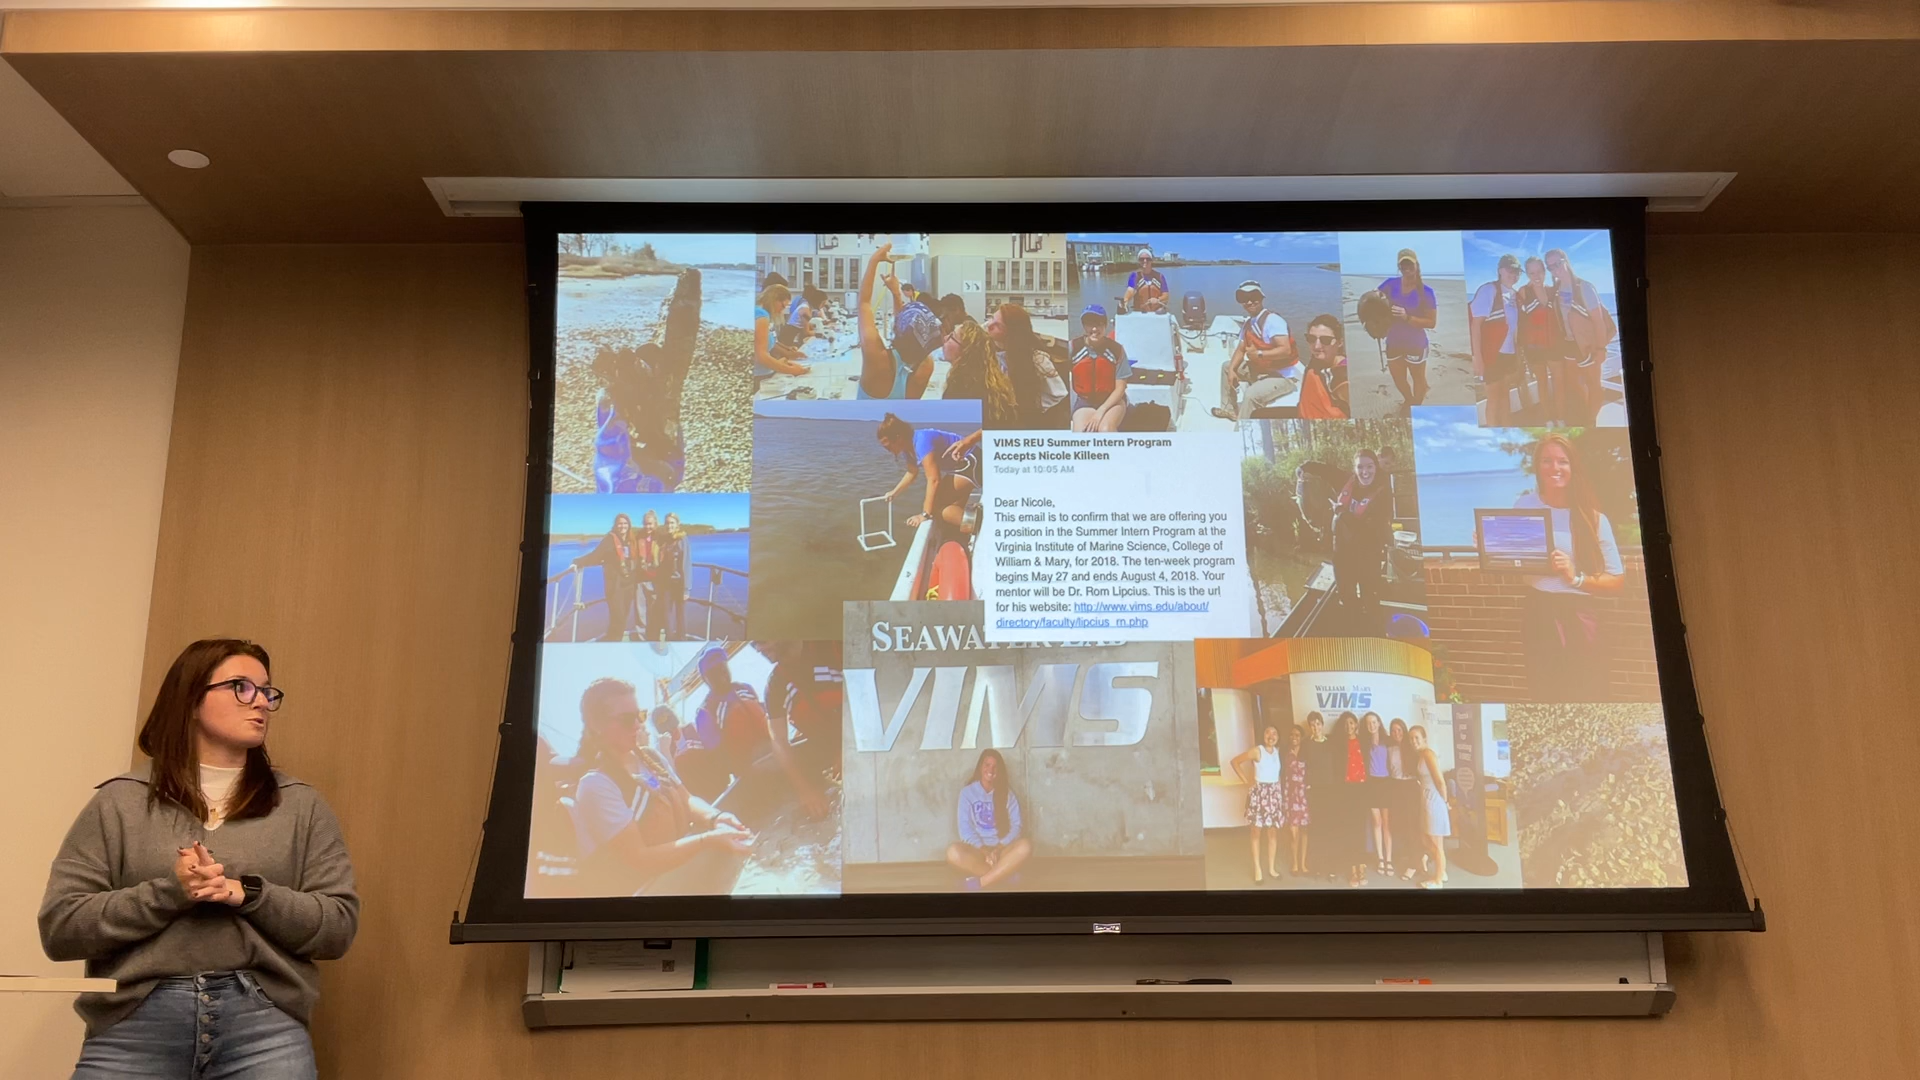 VIMS REU Summer Intern Program
Accepts Nicole Killeen
Today at 10:05 AM
Dear Nicole,
This email is to confirm that we are offering you
a position in the Summer Intern Program at the
Virginia Institute of Marine Science, College of
William & Mary, for 2018. The ten-week program
begins May 27 and ends August 4, 2018. Your
mentor will be Dr. Rom Lipcius. This is the url
for his website: http://www.vims.edu/about/
directory/faculty/lipcius_rn.php
VIMS
WILLIAM & MARY
VIMS